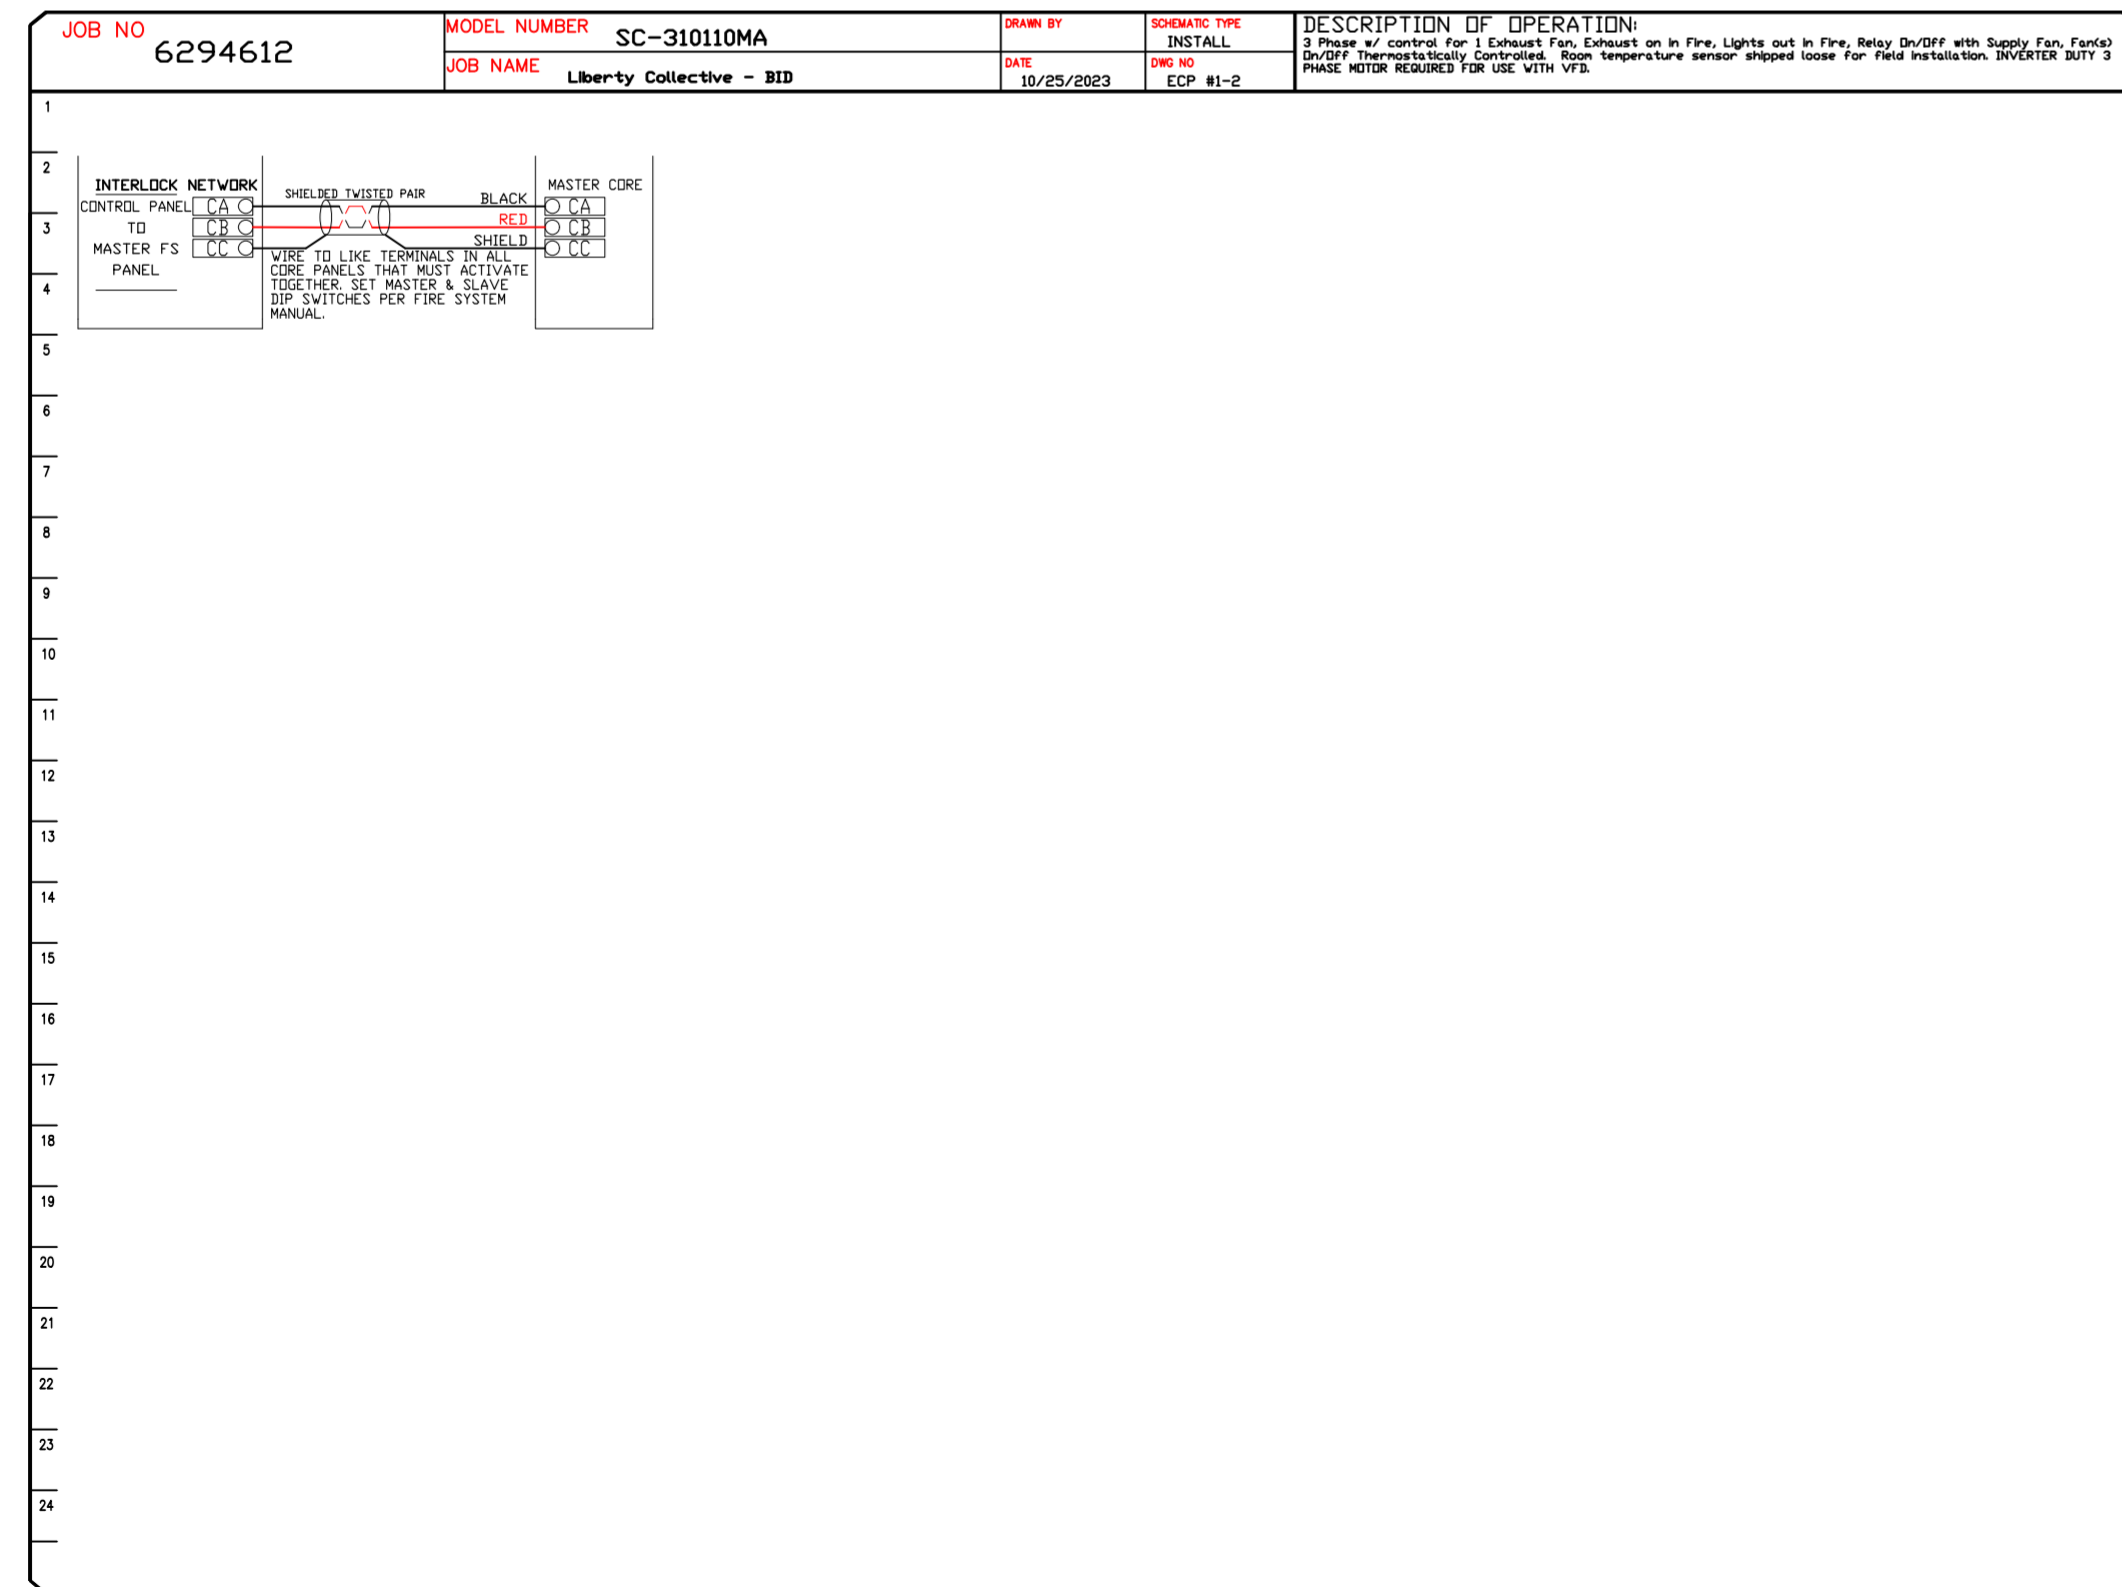 JOB NO
6294612
MODEL NUMBER
SC-310110MA
JOB NAME
Liberty Collective - BID
DRAWN BY
DATE
10/25/2023
SCHEMATIC TYPE
INSTALL
DWG NO
ECP #1-2
DESCRIPTION OF OPERATION:
3 Phase w/ control for 1 Exhaust Fan, Exhaust on in Fire, Lights out in Fire, Relay On/Off with Supply Fan, Fan(s)
On/Off Thermostatically Controlled. Room temperature sensor shipped loose for field installation. INVERTER DUTY 3
PHASE MOTOR REQUIRED FOR USE WITH VFD.
1
2
3
4
5
6
7
8
9
10
11
12
13
14
15
16
17
18
19
20
21
22
23
24
INTERLOCK NETWORK
CONTROL PANEL
TO
MASTER FS
PANEL
CA
CB
CC
SHIELDED TWISTED PAIR
BLACK
RED
SHIELD
WIRE TO LIKE TERMINALS IN ALL
CORE PANELS THAT MUST ACTIVATE
TOGETHER. SET MASTER & SLAVE
DIP SWITCHES PER FIRE SYSTEM
MANUAL.
MASTER CORE
CA
CB
CC